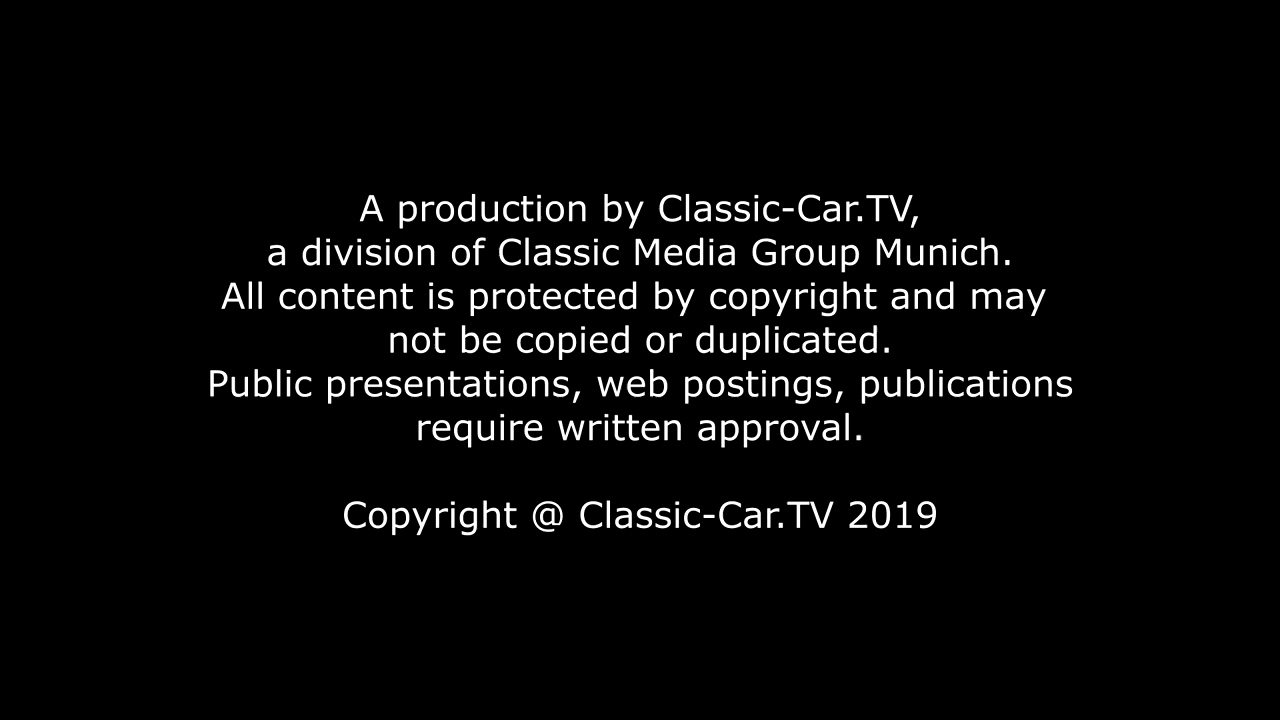 A production by Classic-Car.TV,
a division of Classic Media Group Munich.
All content is protected by copyright and may
not be copied or duplicated.
Public presentations, web postings, publications
require written approval.
Copyright @ Classic-Car.TV 2019